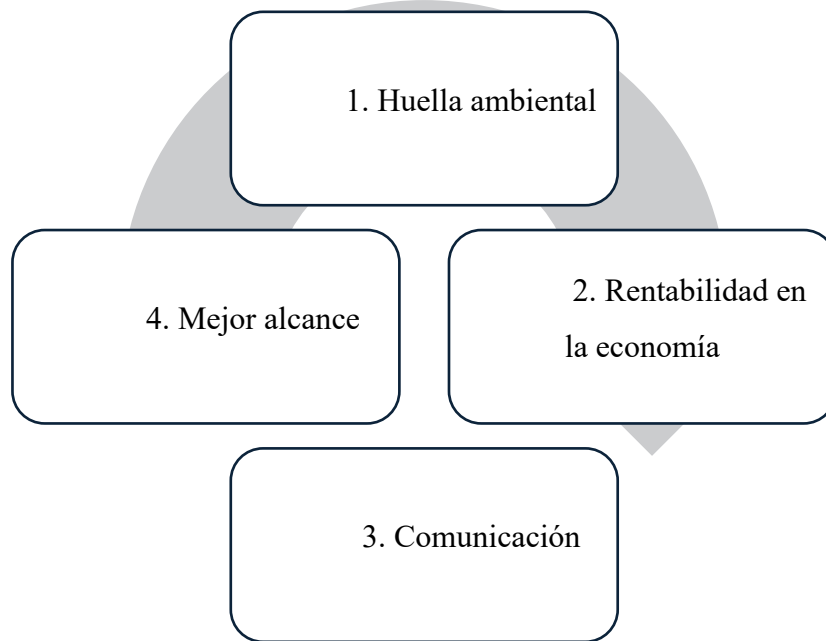 1. Huella ambiental
2. Rentabilidad en
la economía
3. Comunicación
4. Mejor alcance